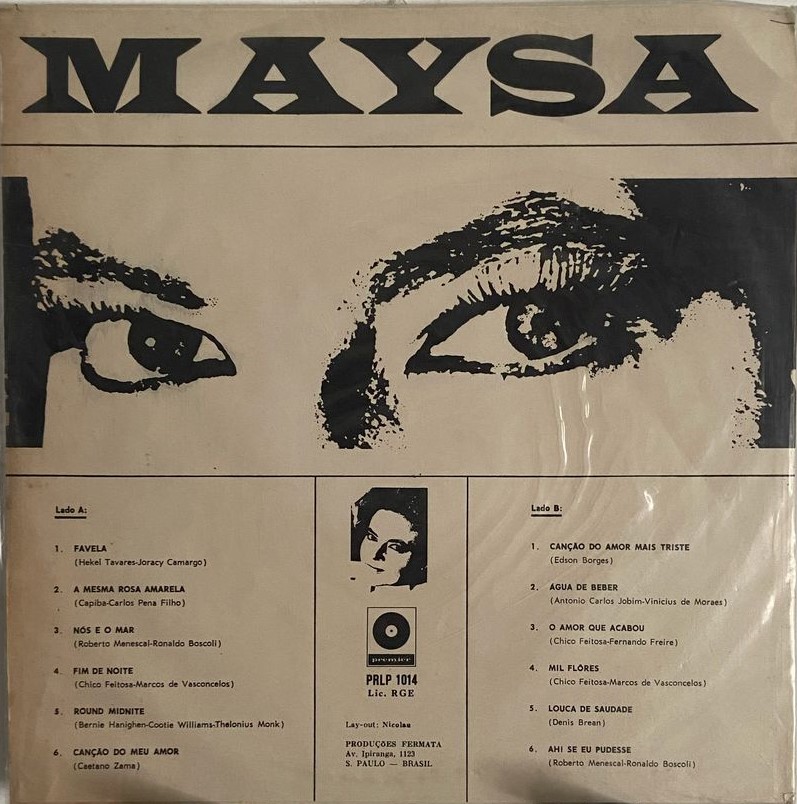 MAYSA
Lado A:
1. FAVELA
(Hekel Tavares-Joracy Camargo)
2. A MESMA ROSA AMARELA
(Capiba-Carlos Pena Filho)
3. NÓS E O MAR
(Roberto Menescal-Ronaldo Boscoli)
4. FIM DE NOITE
(Chico Feitosa-Marcos de Vasconcelos)
5. ROUND MIDNITE
(Bernie Hanighen-Cootie Williams-Thelonius Monk)
6. CANÇÃO DO MEU AMOR
(Caetano Zama)
premier
PRLP 1014
Lic. RGE
Lay-out: Nicolau
PRODUÇÕES FERMATA
Av. Ipiranga, 1123
S. PAULO — BRASIL
Lado B:
1. CANÇÃO DO AMOR MAIS TRISTE
(Edson Borges)
2. AGUA DE BEBER
(Antonio Carlos Jobim-Vinicius de Moraes)
3. O AMOR QUE ACABOU
(Chico Feitosa-Fernando Freire)
4. MIL FLÔRES
(Chico Feitosa-Marcos de Vasconcelos)
5. LOUCA DE SAUDADE
(Denis Brean)
6. AH! SE EU PUDESSE
(Roberto Menescal-Ronaldo Boscoli)